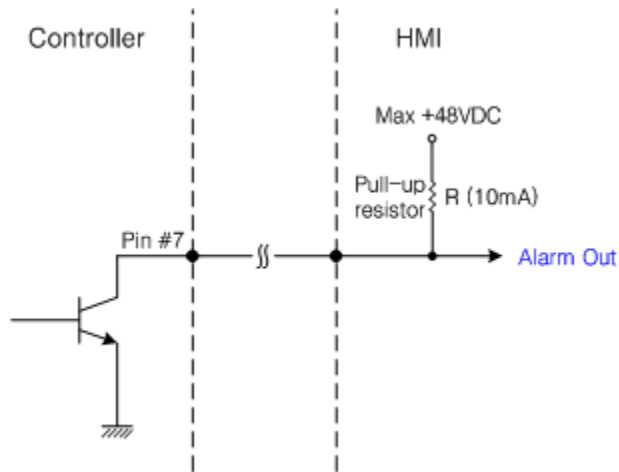 Controller
HMI
Max +48VDC
Pull-up
resistor
R (10mA)
Pin #7
Alarm Out